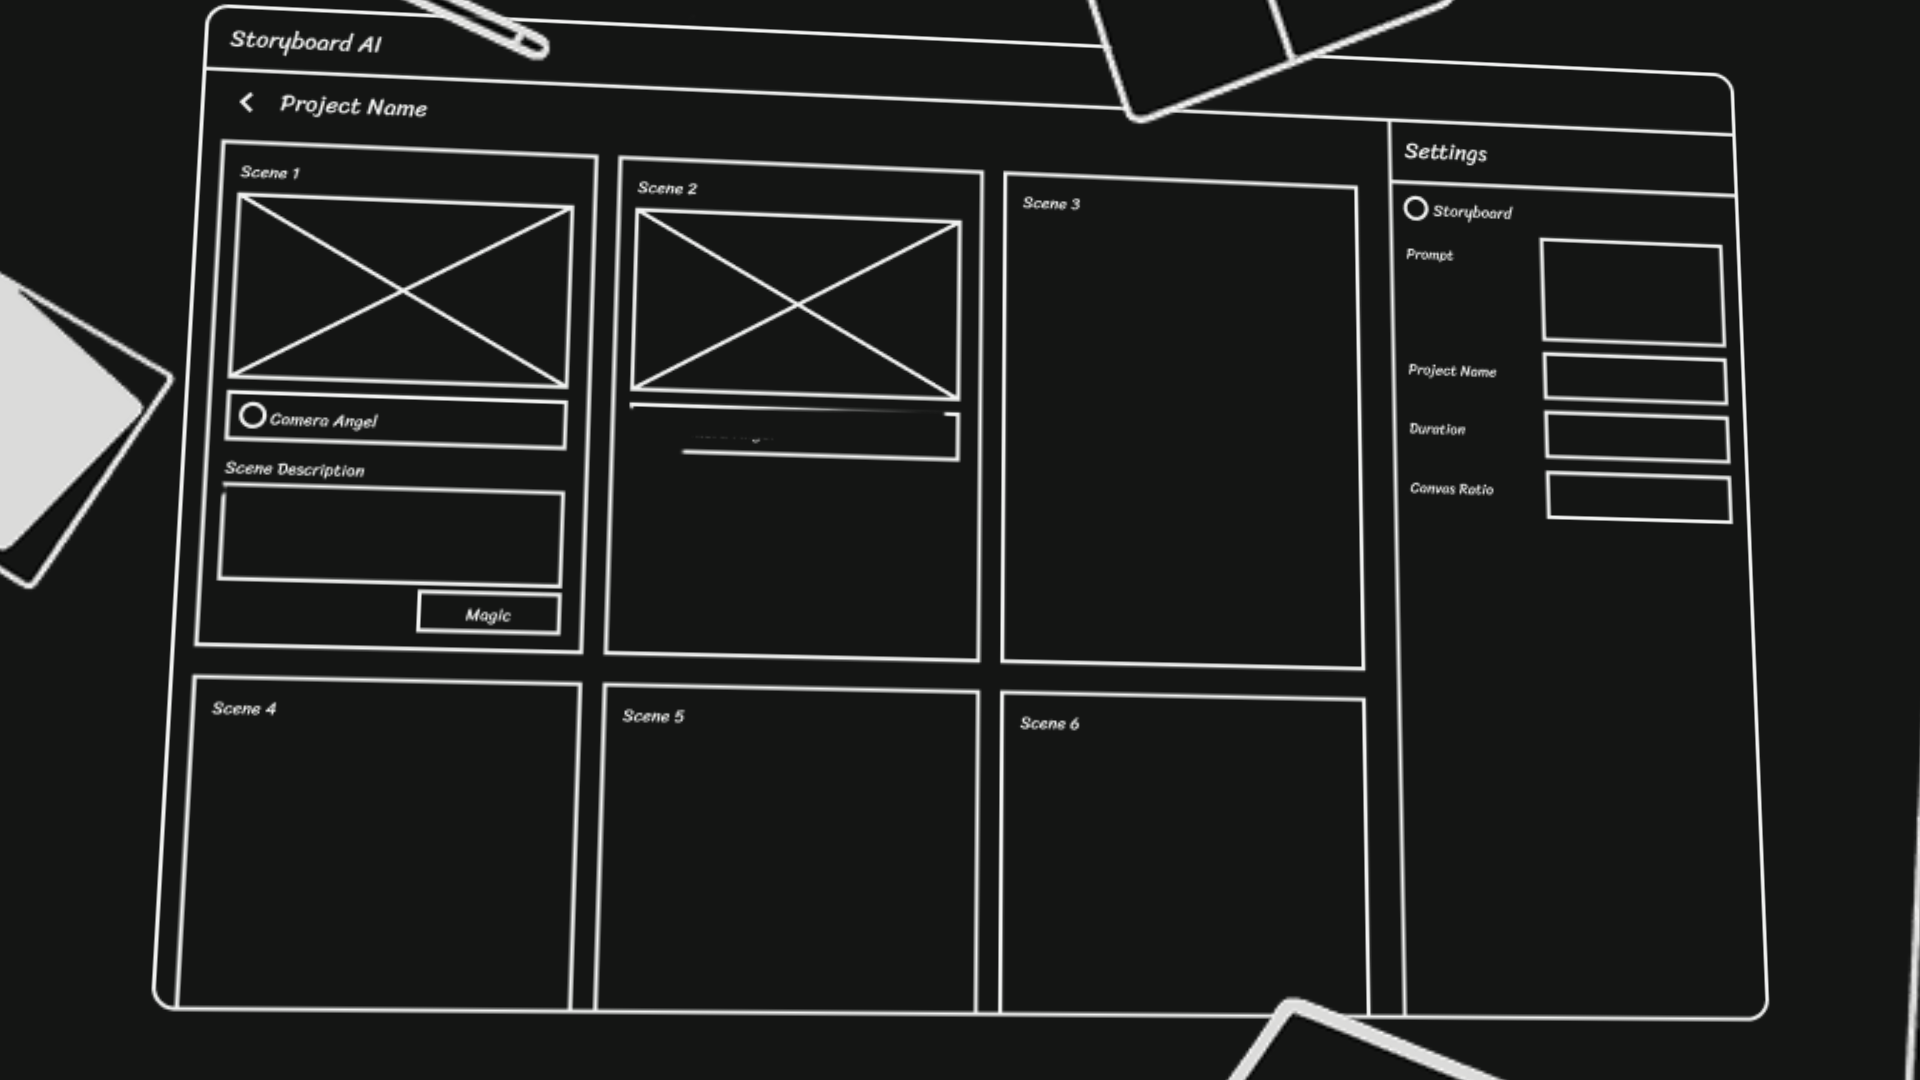 Storyboard AI
Project Name
Scene 1
Camera Angel
Scene Description
Magic
Scene 2
Scene 3
Scene 4
Scene 5
Scene 6
Settings
Storyboard
Prompt
Project Name
Duration
Canvas Ratio